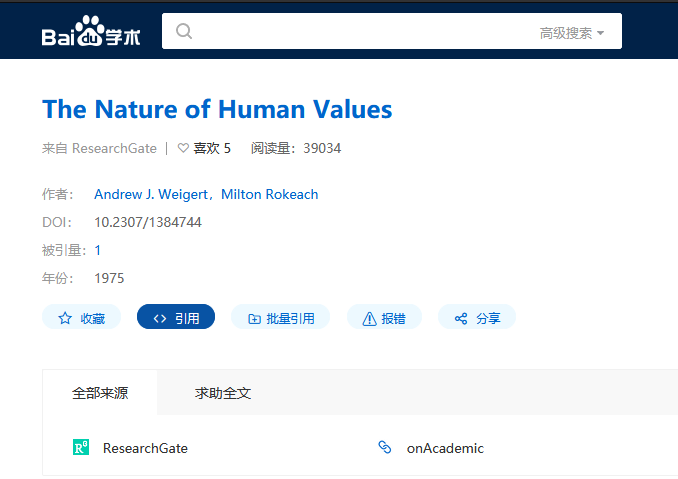 Bai du 学术
高级搜索
The Nature of Human Values
来自 ResearchGate | 喜欢 5 阅读量：39034
作者： Andrew J. Weigert，Milton Rokeach
DOI： 10.2307/1384744
被引量：1
年份： 1975
收藏 <> 引用 批量引用 报错 分享
全部来源 求助全文
RG ResearchGate onAcademic